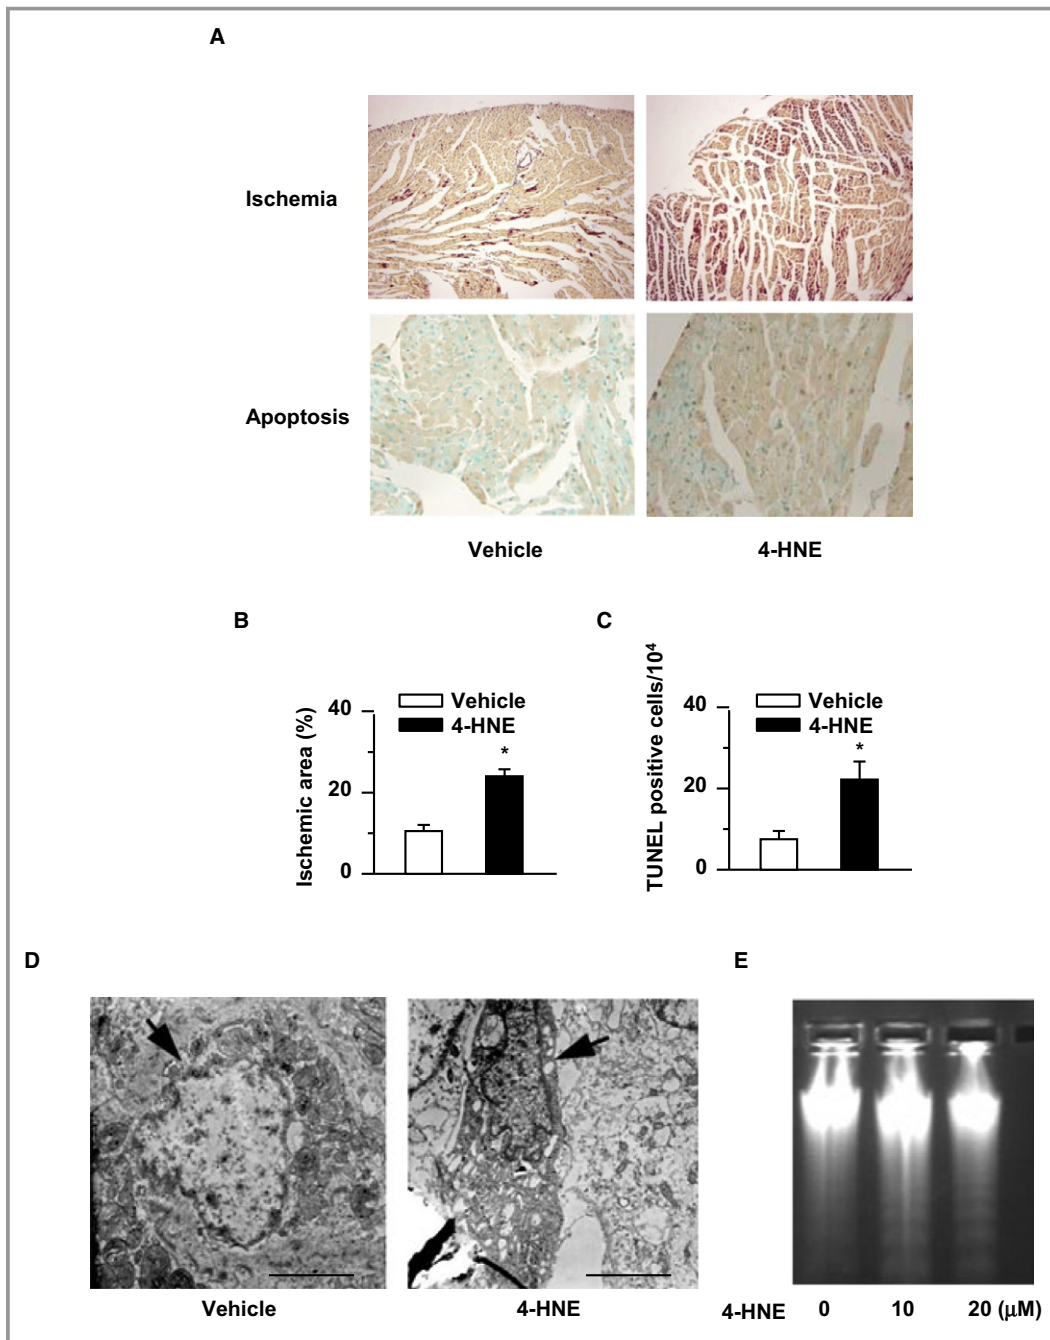 A
Ischemia
Apoptosis
Vehicle 4-HNE
B
Ischemic area (%)
40
20
0
Vehicle
4-HNE
*
C
TUNEL positive cells/10⁴
40
20
0
Vehicle
4-HNE
*
D
Vehicle 4-HNE
E
4-HNE 0 10 20 (μM)